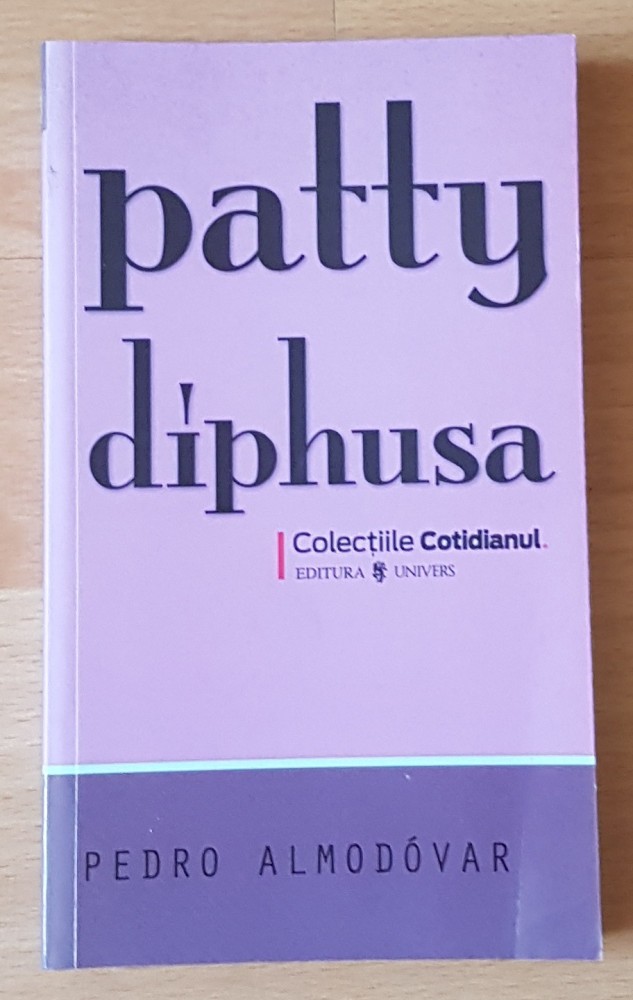 patty
diphusa
Colecțiile Cotidianul.
EDITURA UNIVERS
PEDRO ALMODÓVAR